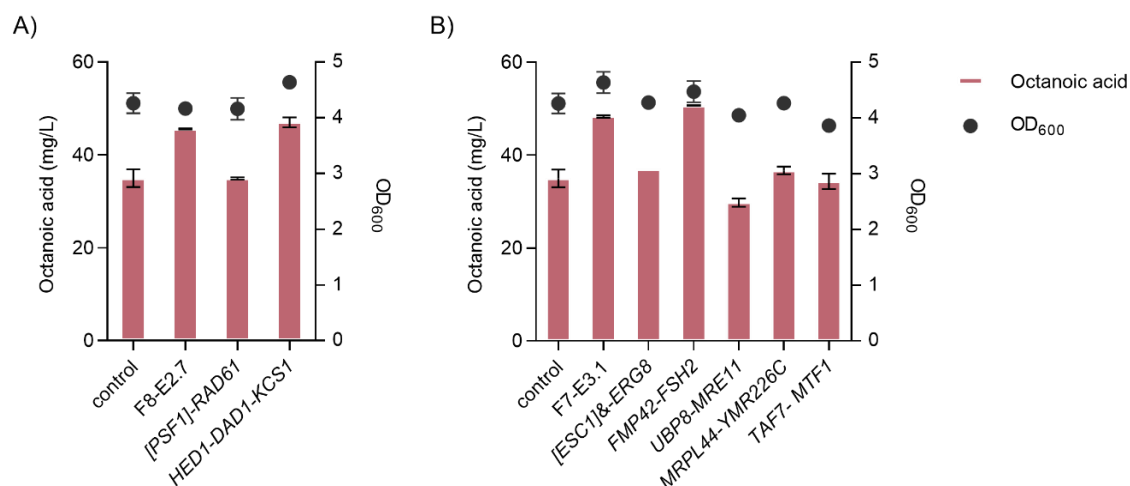 A)
Octanoic acid (mg/L)
60
40
20
0
5
4
3
2
1
0
OD600
control
F8-E2.7
[PSF1]-RAD61
HED1-DAD1-KCS1
B)
Octanoic acid (mg/L)
60
40
20
0
5
4
3
2
1
0
OD600
control
F7-E3.1
[ESC1]&-ERG8
FMP42-FSH2
UBP8-MRE11
MRPL44-YMR226C
TAF7- MTF1
Octanoic acid
OD600